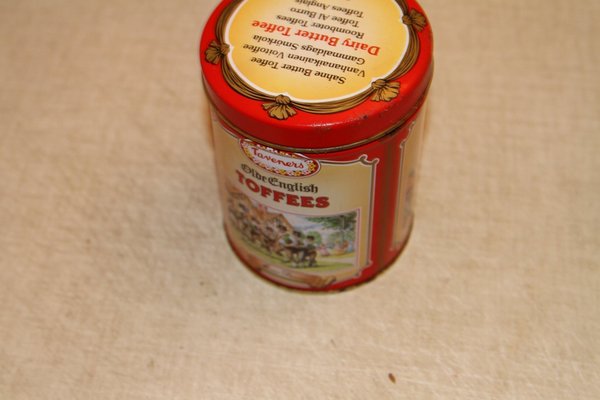 Sahne Butter Toffee
Vanhanaikainen Voitoffee
Gammaldags Smörkola
Dairy Butter Toffee
Roomboter Toffees
Toffee Al Burro
Toffees Anglais
Taveners
Olde English
TOFFEES